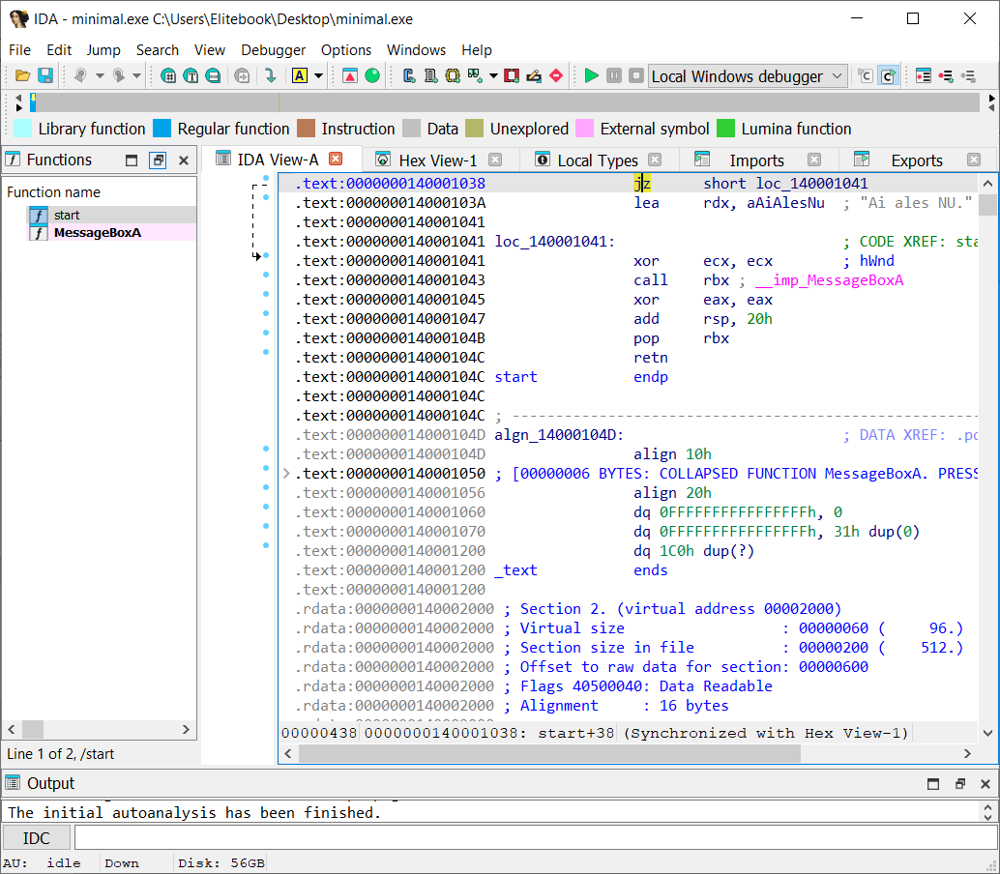 IDA - minimal.exe C:\Users\Elitebook\Desktop\minimal.exe
File Edit Jump Search View Debugger Options Windows Help
Local Windows debugger
Library function Regular function Instruction Data Unexplored External symbol Lumina function
Functions
IDA View-A Hex View-1 Local Types Imports Exports
Function name
start
MessageBoxA
.text:0000000140001038 jz short loc_140001041
.text:000000014000103A lea rdx, aAiAlesNu ; "Ai ales NU."
.text:0000000140001041
.text:0000000140001041 loc_140001041: ; CODE XREF: sta
.text:0000000140001041 xor ecx, ecx ; hWnd
.text:0000000140001043 call rbx ; __imp_MessageBoxA
.text:0000000140001045 xor eax, eax
.text:0000000140001047 add rsp, 20h
.text:000000014000104B pop rbx
.text:000000014000104C retn
.text:000000014000104C start endp
.text:000000014000104C
.text:000000014000104C ; ------------------------------------------------------
.text:000000014000104D algn_14000104D: ; DATA XREF: .pd
.text:000000014000104D align 10h
.text:0000000140001050 ; [00000006 BYTES: COLLAPSED FUNCTION MessageBoxA. PRESS
.text:0000000140001056 align 20h
.text:0000000140001060 dq 0FFFFFFFFFFFFFFFFh, 0
.text:0000000140001070 dq 0FFFFFFFFFFFFFFFFh, 31h dup(0)
.text:0000000140001200 dq 1C0h dup(?)
.text:0000000140001200 _text ends
.text:0000000140001200
.rdata:0000000140002000 ; Section 2. (virtual address 00002000)
.rdata:0000000140002000 ; Virtual size : 00000060 ( 96.)
.rdata:0000000140002000 ; Section size in file : 00000200 ( 512.)
.rdata:0000000140002000 ; Offset to raw data for section: 00000600
.rdata:0000000140002000 ; Flags 40500040: Data Readable
.rdata:0000000140002000 ; Alignment : 16 bytes
00000438 0000000140001038: start+38 (Synchronized with Hex View-1)
Line 1 of 2, /start
Output
The initial autoanalysis has been finished.
IDC
AU: idle Down Disk: 56GB